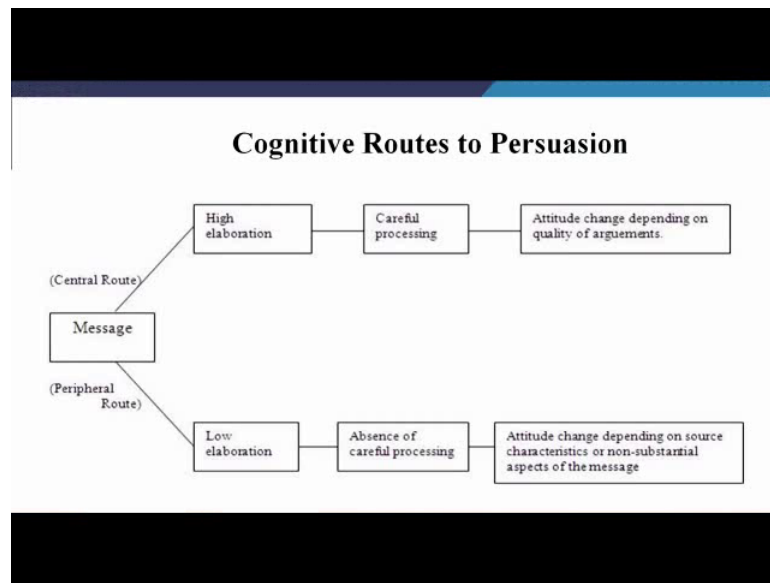 Cognitive Routes to Persuasion
High
elaboration
Careful
processing
Attitude change depending on
quality of arguements.
(Central Route)
Message
(Peripheral
Route)
Low
elaboration
Absence of
careful processing
Attitude change depending on source
characteristics or non-substantial
aspects of the message